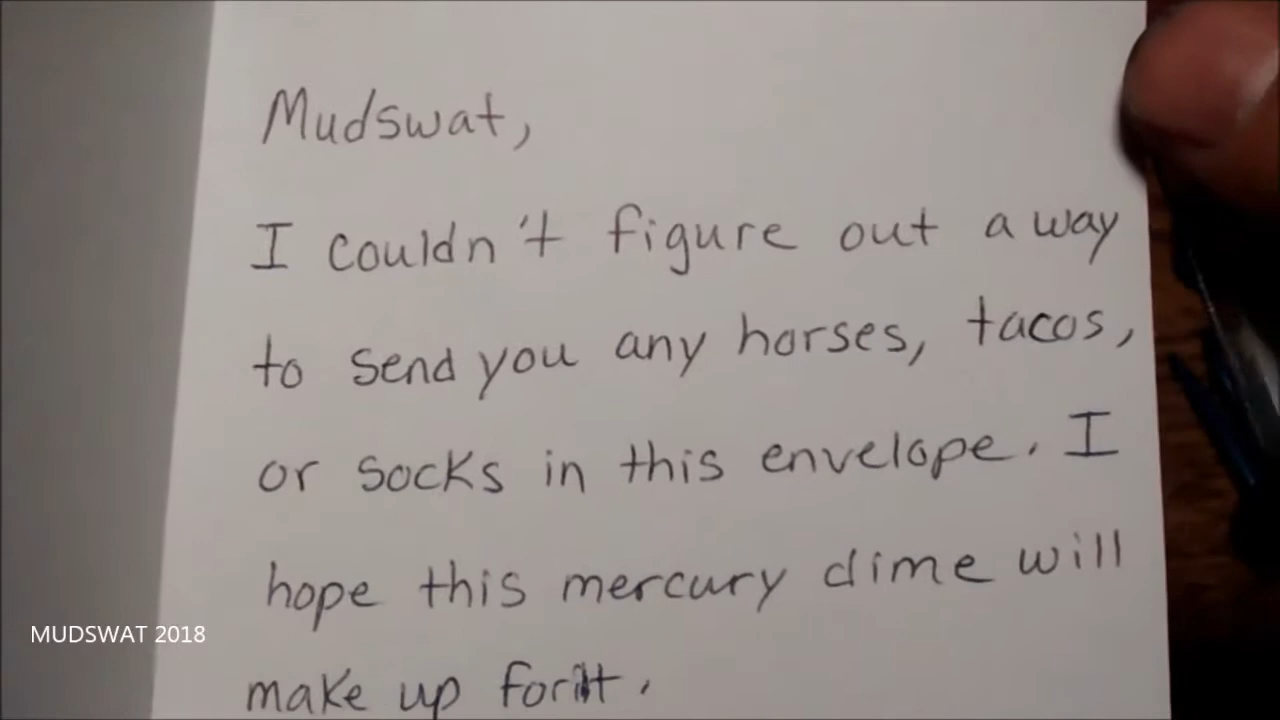 Mudswat,
I couldn't figure out a way
to send you any horses, tacos,
or socks in this envelope. I
hope this mercury dime will
make up for it.
MUDSWAT 2018